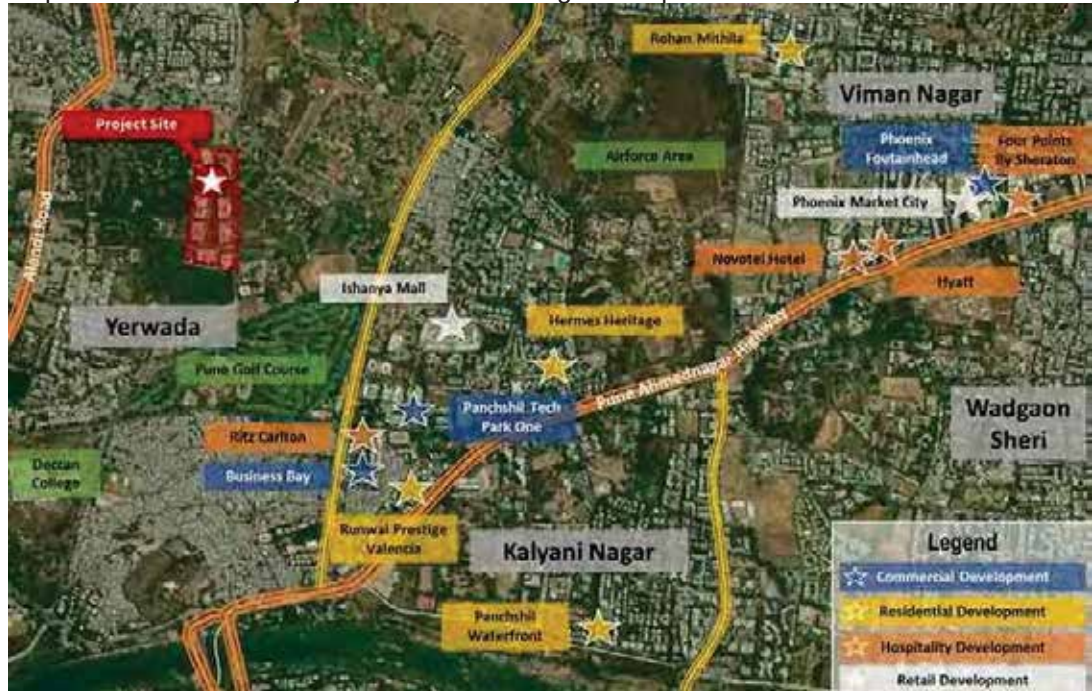 Rohan Mithila
Viman Nagar
Project Site
Phoenix
Foutainhead
Four Points
By Sheraton
Airforce Area
Phoenix Market City
Alandi Road
Novotel Hotel
Hyatt
Ishanya Mall
Yerwada
Hermes Heritage
Pune Golf Course
Pune Ahmednagar Highway
Panchshil Tech
Park One
Wadgaon
Sheri
Ritz Carlton
Deccan
College
Business Bay
Runwal Prestige
Valencia
Kalyani Nagar
Panchshil
Waterfront
Legend
Commercial Development
Residential Development
Hospitality Development
Retail Development